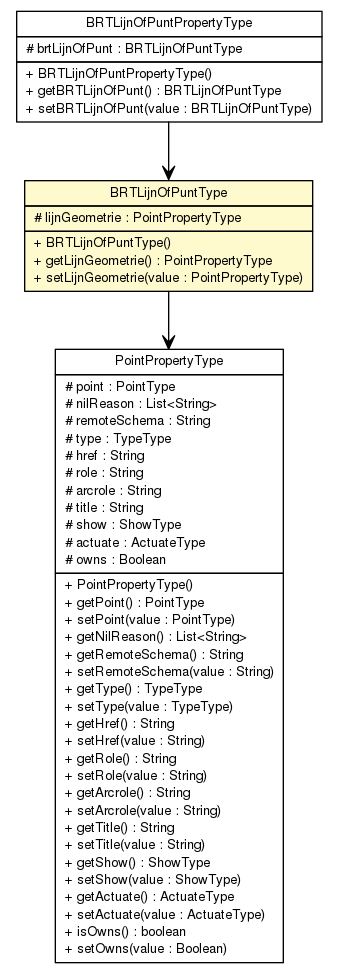 BRTLijnOfPuntPropertyType
# brtLijnOfPunt : BRTLijnOfPuntType
+ BRTLijnOfPuntPropertyType()
+ getBRTLijnOfPunt() : BRTLijnOfPuntType
+ setBRTLijnOfPunt(value : BRTLijnOfPuntType)
BRTLijnOfPuntType
# lijnGeometrie : PointPropertyType
+ BRTLijnOfPuntType()
+ getLijnGeometrie() : PointPropertyType
+ setLijnGeometrie(value : PointPropertyType)
PointPropertyType
# point : PointType
# nilReason : List<String>
# remoteSchema : String
# type : TypeType
# href : String
# role : String
# arcrole : String
# title : String
# show : ShowType
# actuate : ActuateType
# owns : Boolean
+ PointPropertyType()
+ getPoint() : PointType
+ setPoint(value : PointType)
+ getNilReason() : List<String>
+ getRemoteSchema() : String
+ setRemoteSchema(value : String)
+ getType() : TypeType
+ setType(value : TypeType)
+ getHref() : String
+ setHref(value : String)
+ getRole() : String
+ setRole(value : String)
+ getArcrole() : String
+ setArcrole(value : String)
+ getTitle() : String
+ setTitle(value : String)
+ getShow() : ShowType
+ setShow(value : ShowType)
+ getActuate() : ActuateType
+ setActuate(value : ActuateType)
+ isOwns() : boolean
+ setOwns(value : Boolean)